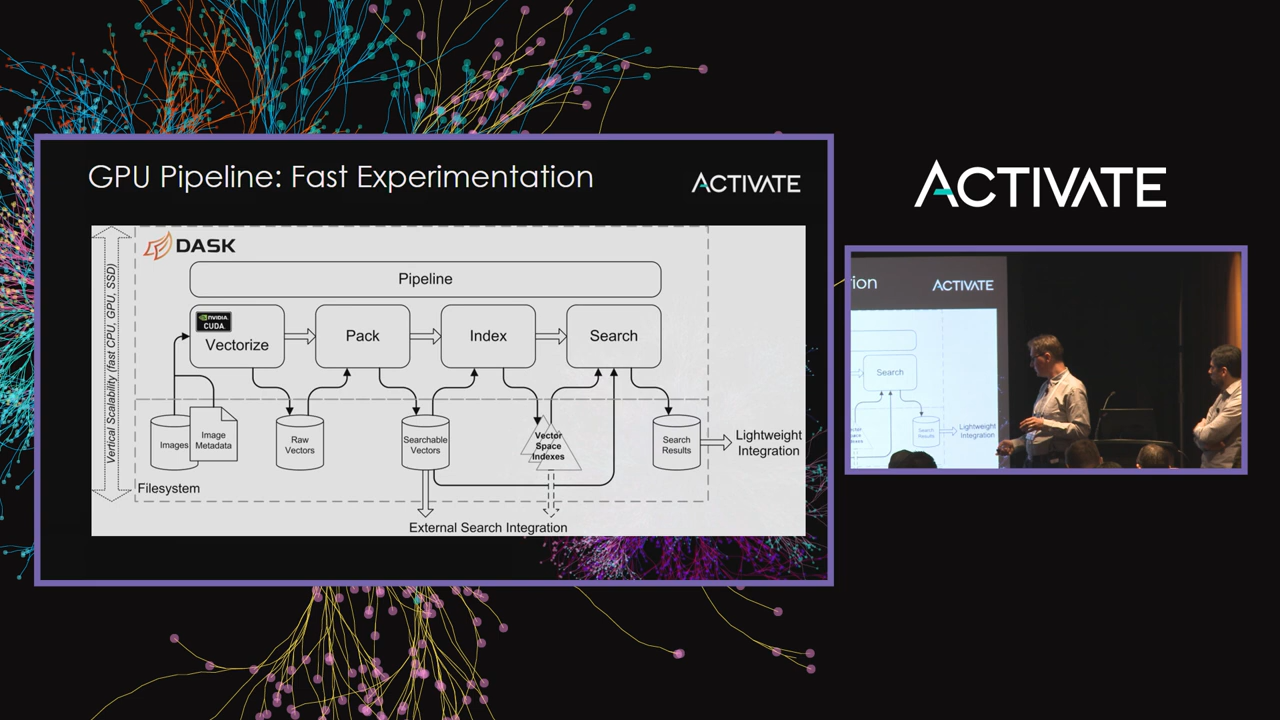 GPU Pipeline: Fast Experimentation
ACTIVATE
DASK
Pipeline
Vertical Scalability (fast CPU, GPU, SSD)
NVIDIA
CUDA
Vectorize
Pack
Index
Search
Images
Image
Metadata
Raw
Vectors
Searchable
Vectors
Vector
Space
Indexes
Search
Results
Lightweight
Integration
Filesystem
External Search Integration
ACTIVATE
tion
ACTIVATE
Search
Search
Results
Lightweight
Integration